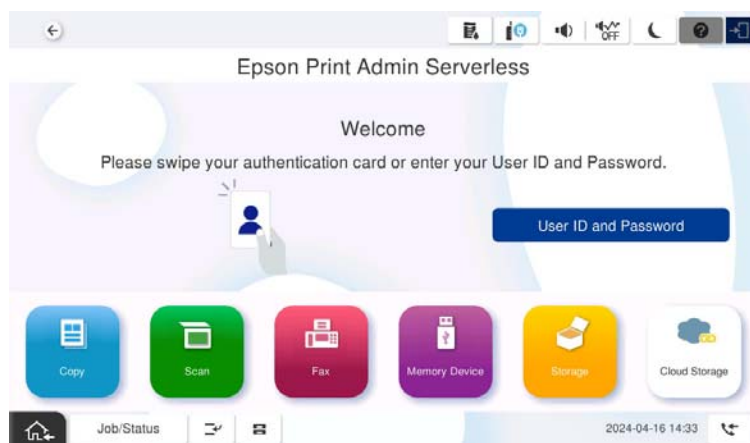 OFF
Epson Print Admin Serverless
Welcome
Please swipe your authentication card or enter your User ID and Password.
User ID and Password
Copy
Scan
Fax
Memory Device
Storage
Cloud Storage
Job/Status
2024-04-16 14:33